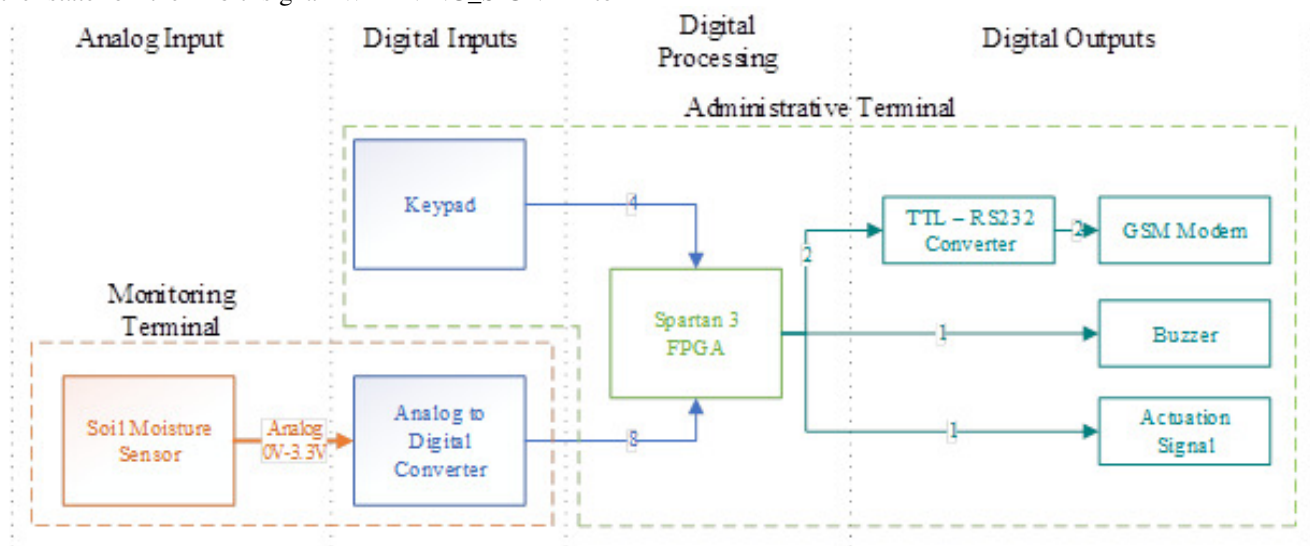 Analog Input
Digital Inputs
Digital
Processing
Digital Outputs
Administrative Terminal
Keypad
4
TTL – RS232
Converter
2
GSM Modem
2
Monitoring
Terminal
Spartan 3
FPGA
1
Buzzer
Soil Moisture
Sensor
Analog
0V-3.3V
Analog to
Digital
Converter
8
1
Actuation
Signal